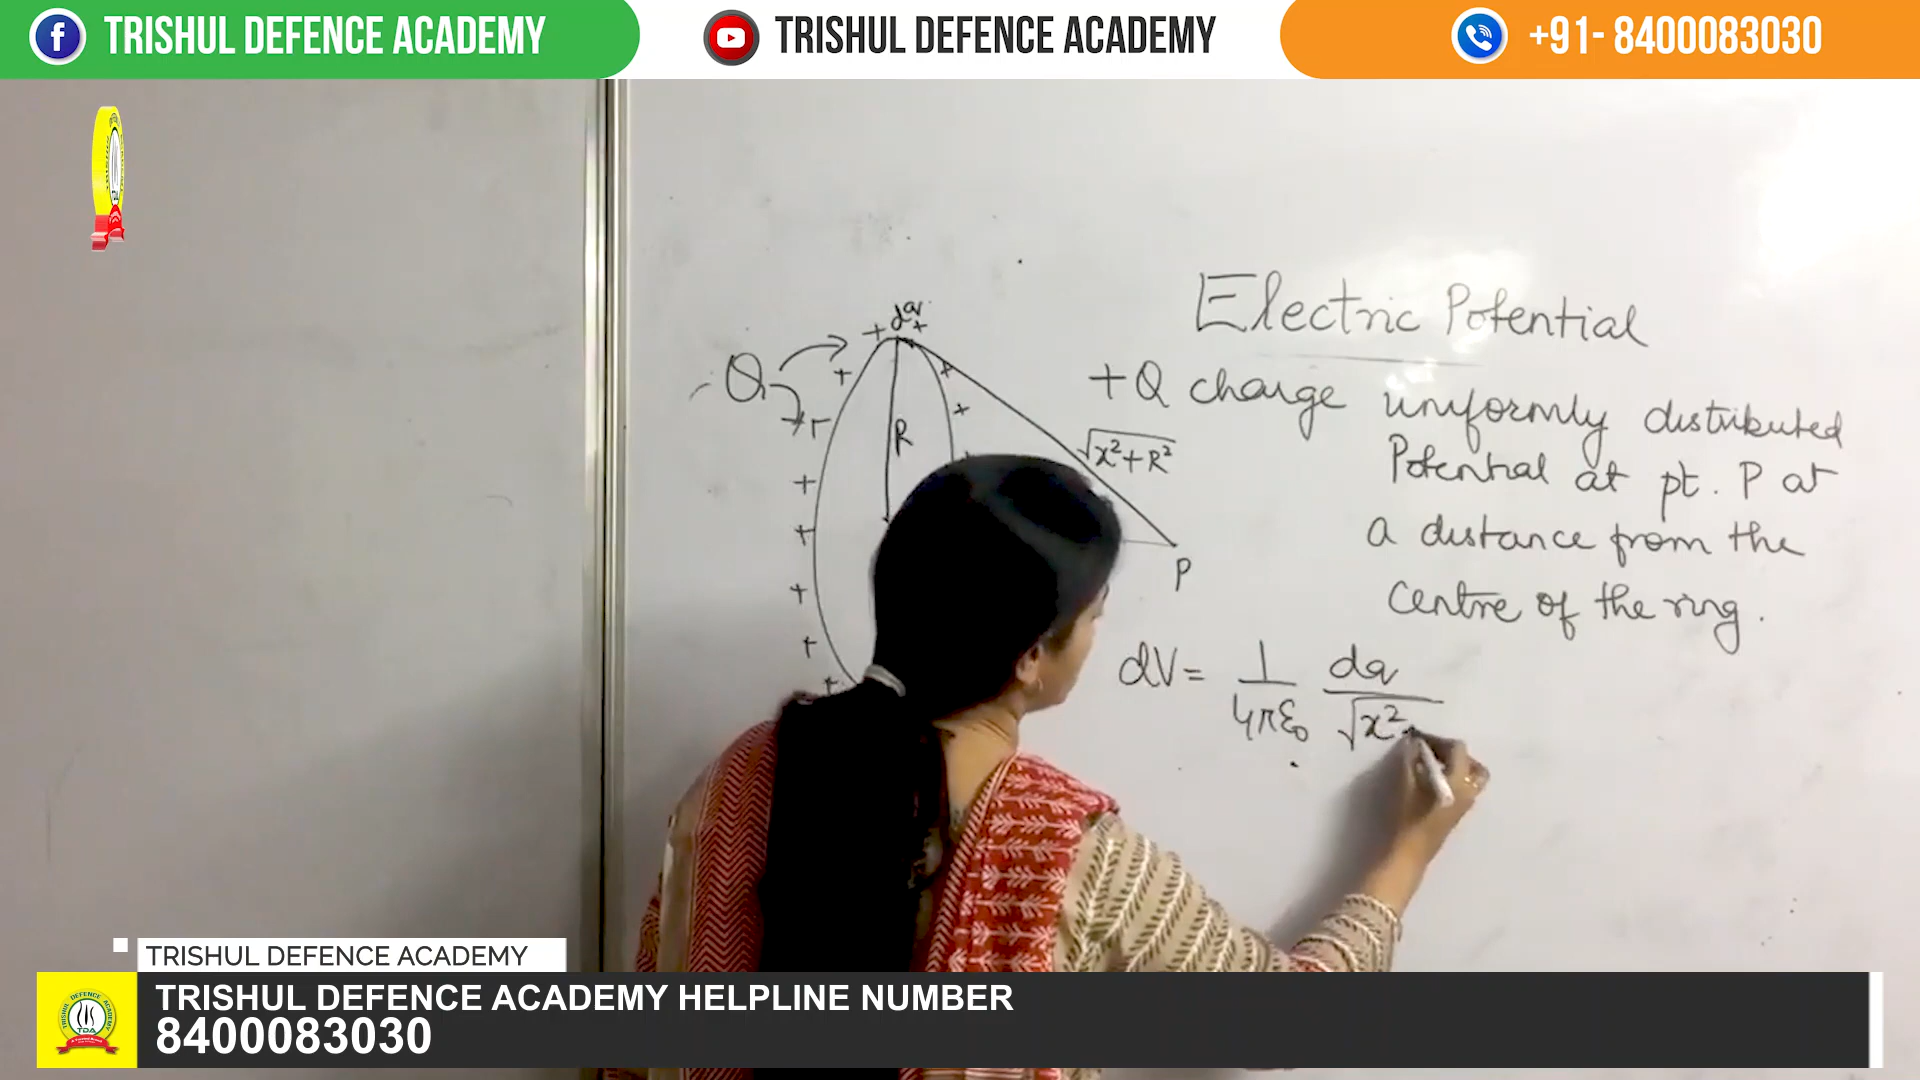 TRISHUL DEFENCE ACADEMY
TRISHUL DEFENCE ACADEMY
+91- 8400083030
Electric Potential
+Q charge uniformly distributed
Potential at pt. P at
a distance from the
centre of the ring.
dq
Q
R
√x²+R²
P
dV = 1/4πε₀ dq/√x²
TRISHUL DEFENCE ACADEMY
TRISHUL DEFENCE ACADEMY HELPLINE NUMBER
8400083030
TDA